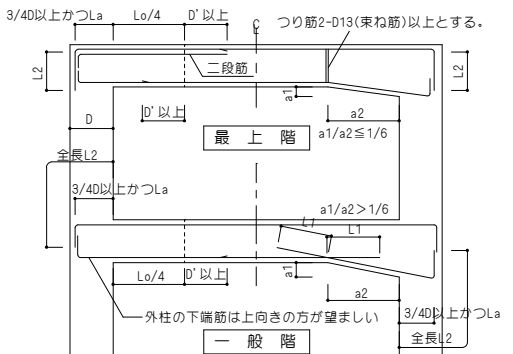 3/4D以上かつLa
Lo/4
D'以上
℄
つり筋2-D13(束ね筋)以上とする。
L2
二段筋
L2
a1
D'以上
a2
D
最 上 階
a1/a2≦1/6
全長L2
3/4D以上かつLa
a1/a2>1/6
L1
L1
Lo/4
D'以上
a1
a2
外柱の下端筋は上向きの方が望ましい
3/4D以上かつLa
一 般 階
全長L2